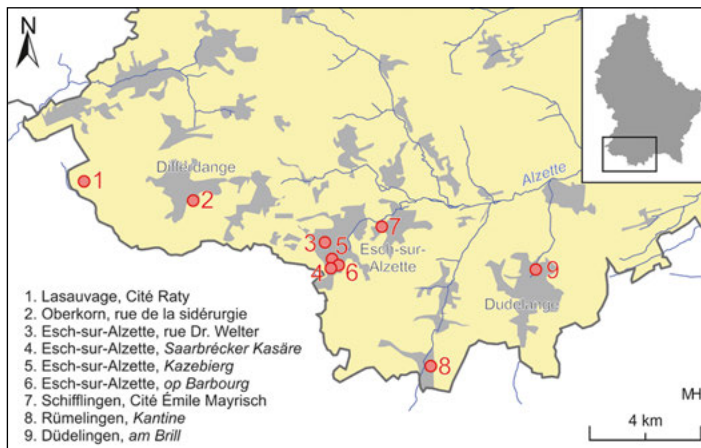 N
Differdange
Alzette
Esch-sur-
Alzette
Dudelange
1
2
3
4
5
6
7
8
9
1. Lasauvage, Cité Raty
2. Oberkorn, rue de la sidérurgie
3. Esch-sur-Alzette, rue Dr. Welter
4. Esch-sur-Alzette, Saarbrécker Kasäre
5. Esch-sur-Alzette, Kazebierg
6. Esch-sur-Alzette, op Barbourg
7. Schifflingen, Cité Émile Mayrisch
8. Rümelingen, Kantine
9. Düdelingen, am Brill
MH
4 km